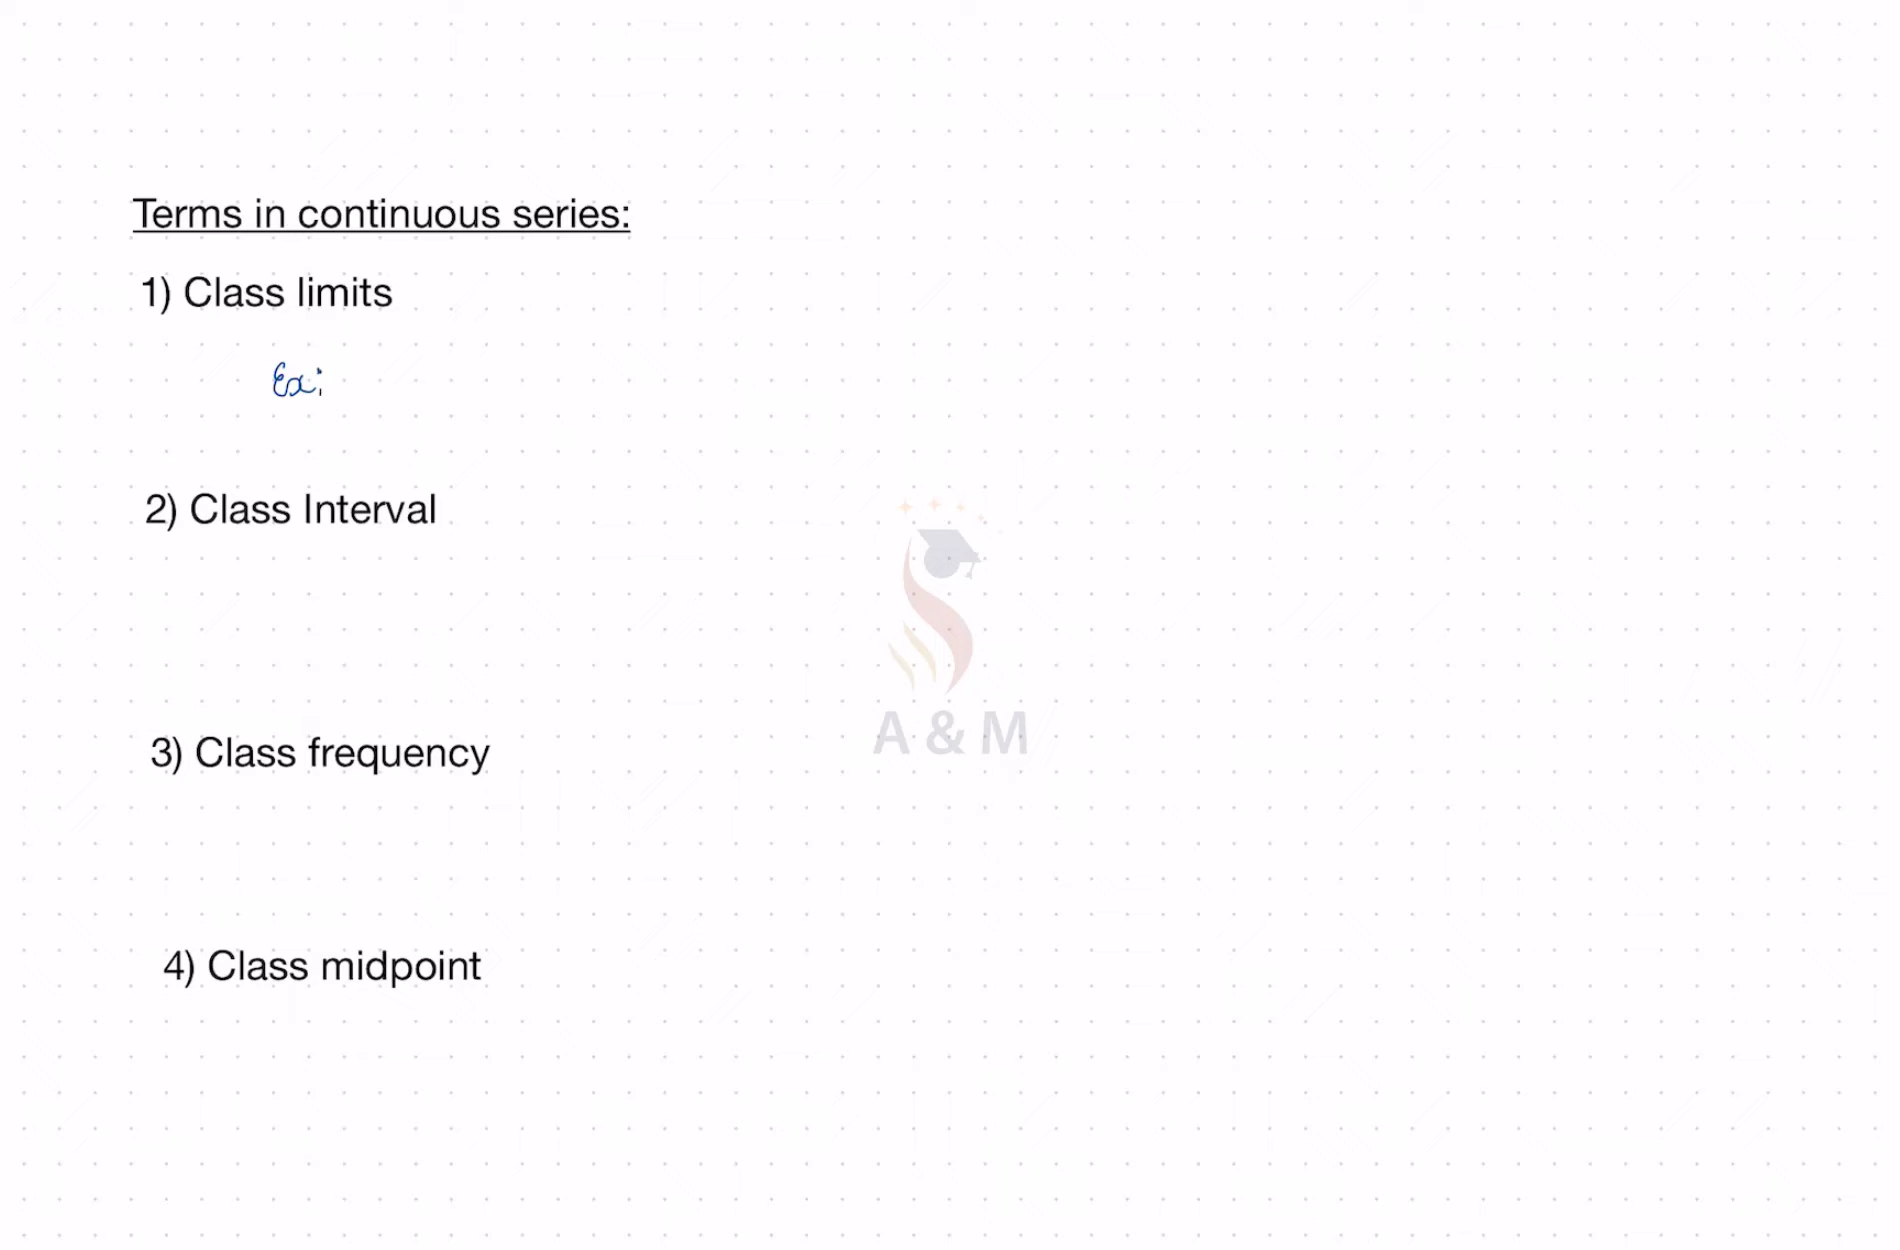 Terms in continuous series:
1) Class limits
Ex:
2) Class Interval
A & M
3) Class frequency
4) Class midpoint